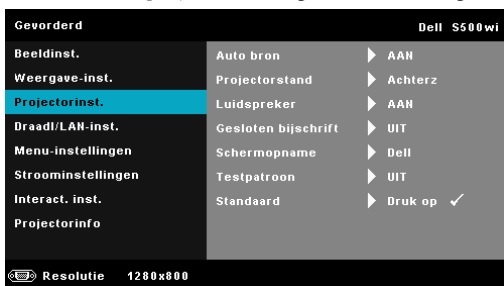 Gevorderd Dell S500wi
Beeldinst.
Weergave-inst.
Projectorinst.
Draadl/LAN-inst.
Menu-instellingen
Stroominstellingen
Interact. inst.
Projectorinfo
Auto bron AAN
Projectorstand Achterz
Luidspreker AAN
Gesloten bijschrift UIT
Schermopname Dell
Testpatroon UIT
Standaard Druk op
Resolutie 1280x800